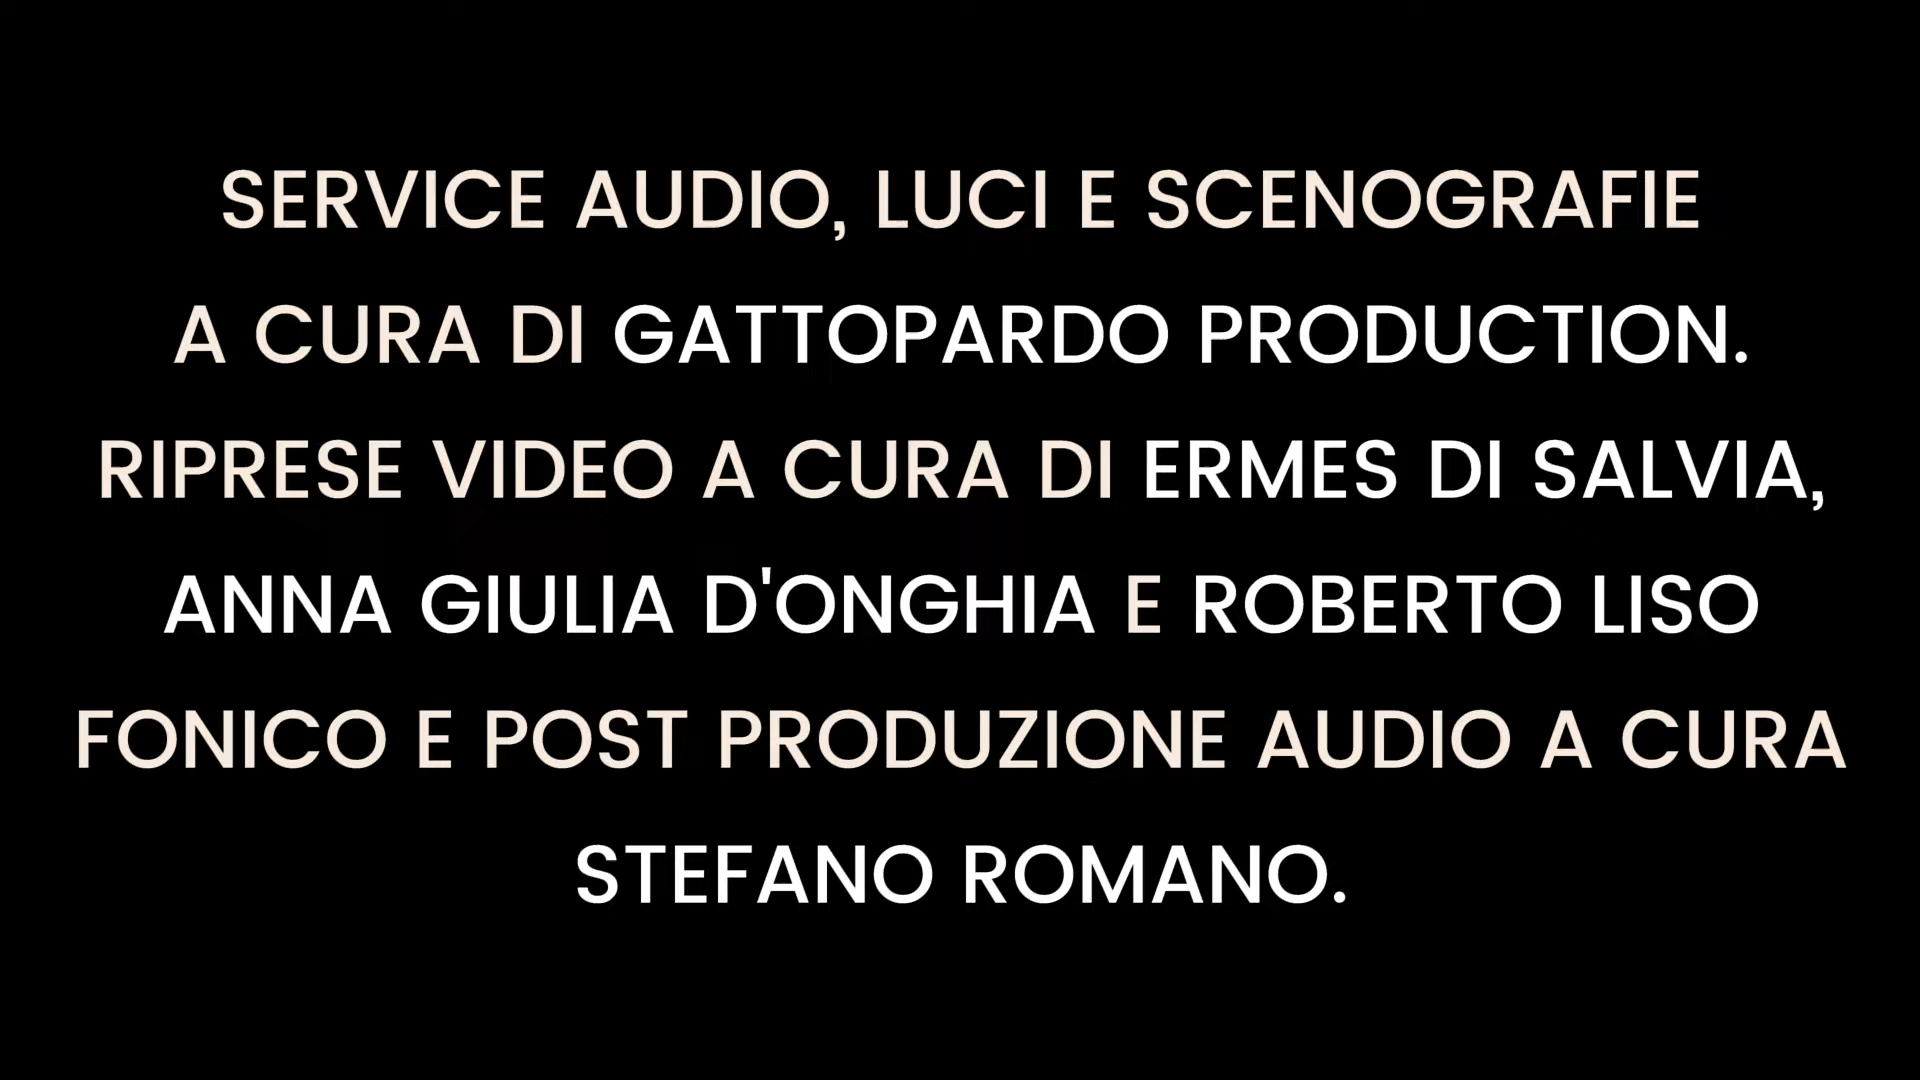 SERVICE AUDIO, LUCI E SCENOGRAFIE
A CURA DI GATTOPARDO PRODUCTION.
RIPRESE VIDEO A CURA DI ERMES DI SALVIA,
ANNA GIULIA D'ONGHIA E ROBERTO LISO
FONICO E POST PRODUZIONE AUDIO A CURA
STEFANO ROMANO.